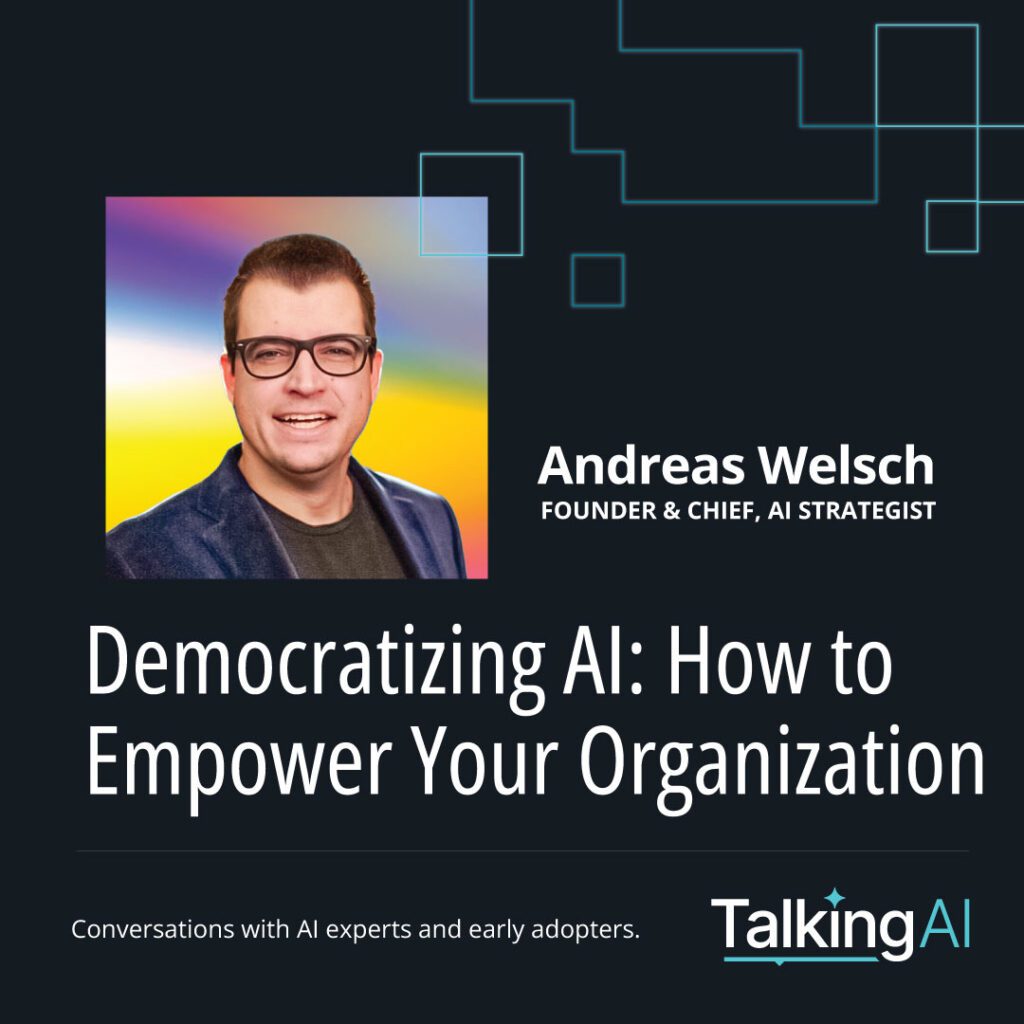 Andreas Welsch
FOUNDER & CHIEF, AI STRATEGIST
Democratizing AI: How to
Empower Your Organization
Conversations with AI experts and early adopters.
TalkingAI